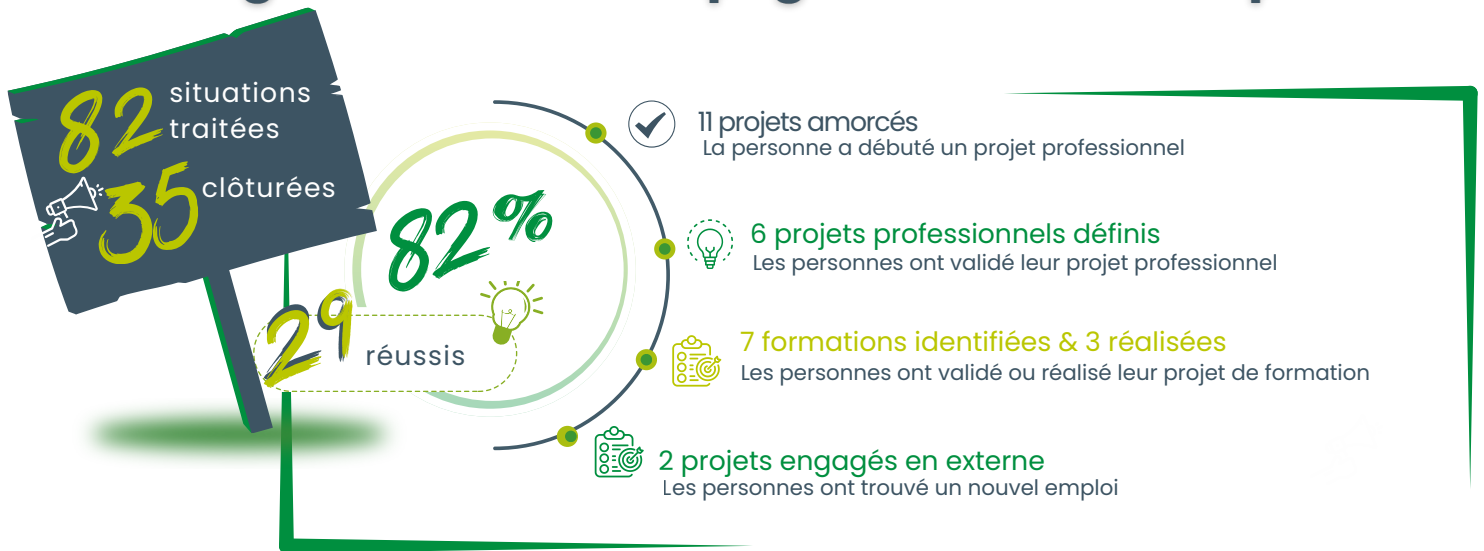 82 situations
traitées
35 clôturées
82%
29 réussis
11 projets amorcés
La personne a débuté un projet professionnel
6 projets professionnels définis
Les personnes ont validé leur projet professionnel
7 formations identifiées & 3 réalisées
Les personnes ont validé ou réalisé leur projet de formation
2 projets engagés en externe
Les personnes ont trouvé un nouvel emploi